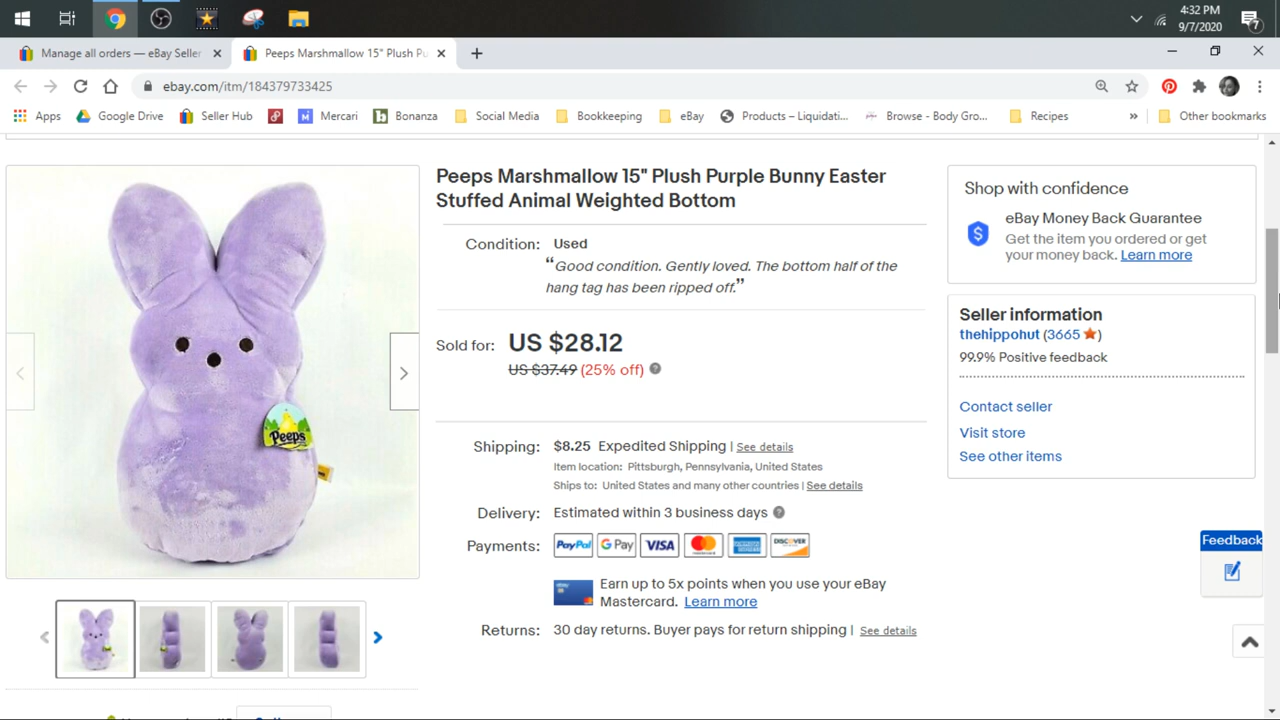 4:32 PM
9/7/2020
7
Manage all orders — eBay Seller
Peeps Marshmallow 15" Plush Pu
ebay.com/itm/184379733425
Apps
Google Drive
Seller Hub
Mercari
Bonanza
Social Media
Bookkeeping
eBay
Products – Liquidati...
Browse - Body Gro...
Recipes
»
Other bookmarks
Peeps Marshmallow 15" Plush Purple Bunny Easter
Stuffed Animal Weighted Bottom
Condition: Used
“Good condition. Gently loved. The bottom half of the
hang tag has been ripped off.”
Sold for: US $28.12
US $37.49 (25% off)
Peeps
Shipping: $8.25 Expedited Shipping | See details
Item location: Pittsburgh, Pennsylvania, United States
Ships to: United States and many other countries | See details
Delivery: Estimated within 3 business days
Payments: PayPal G Pay VISA DISCOVER
Earn up to 5x points when you use your eBay
Mastercard. Learn more
Returns: 30 day returns. Buyer pays for return shipping | See details
Shop with confidence
eBay Money Back Guarantee
Get the item you ordered or get
your money back. Learn more
Seller information
thehippohut (3665)
99.9% Positive feedback
Contact seller
Visit store
See other items
Feedback